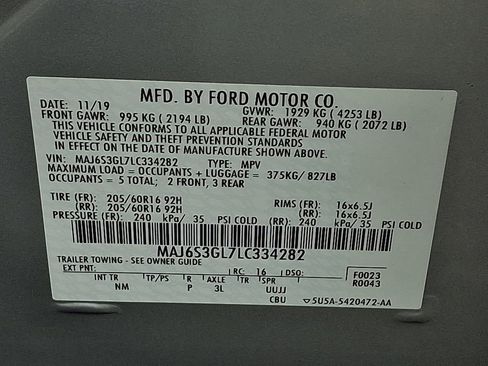 MFD. BY FORD MOTOR CO.
DATE: 11/19 GVWR: 1929 KG ( 4253 LB)
FRONT GAWR: 995 KG ( 2194 LB) REAR GAWR: 940 KG ( 2072 LB)
THIS VEHICLE CONFORMS TO ALL APPLICABLE FEDERAL MOTOR
VEHICLE SAFETY AND THEFT PREVENTION STANDARDS
IN EFFECT ON THE DATE OF MANUFACTURE SHOWN ABOVE.
VIN: MAJ6S3GL7LC334282 TYPE: MPV
MAXIMUM LOAD = OCCUPANTS + LUGGAGE = 375KG/ 827LB
OCCUPANTS = 5 TOTAL; 2 FRONT, 3 REAR
TIRE (FR): 205/60R16 92H RIMS (FR): 16x6.5J
(RR): 205/60R16 92H (RR): 16x6.5J
PRESSURE (FR): 240 kPa/ 35 PSI COLD (RR): 240 kPa/ 35 PSI COLD
MAJ6S3GL7LC334282
TRAILER TOWING - SEE OWNER GUIDE
EXT PNT: RC: 16 DSO: F0023
INT TR TP/PS R AXLE TR SPR R0043
NM P 3L UUJJ
CBU 5U5A-5420472-AA